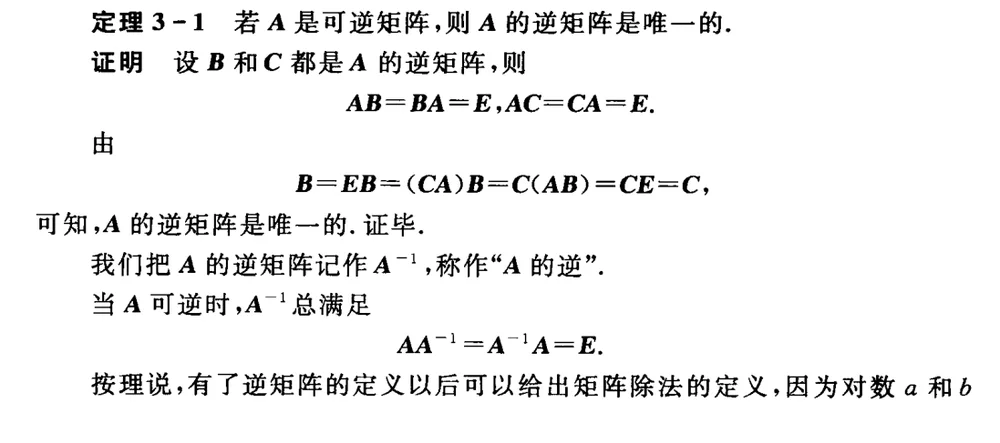 定理 3-1 若 A 是可逆矩阵,则 A 的逆矩阵是唯一的.
证明 设 B 和 C 都是 A 的逆矩阵,则
AB=BA=E,AC=CA=E.
由
B=EB=(CA)B=C(AB)=CE=C,
可知,A 的逆矩阵是唯一的.证毕.
我们把 A 的逆矩阵记作 A⁻¹,称作“A 的逆”.
当 A 可逆时,A⁻¹总满足
AA⁻¹=A⁻¹A=E.
按理说,有了逆矩阵的定义以后可以给出矩阵除法的定义,因为对数 a 和 b